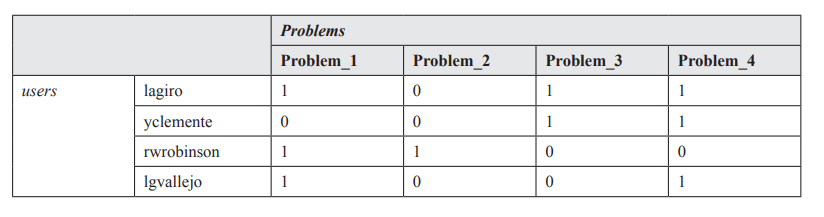 Problems
Problem_1 Problem_2 Problem_3 Problem_4
users lagiro 1 0 1 1
yclemente 0 0 1 1
rwrobinson 1 1 0 0
lgvallejo 1 0 0 1